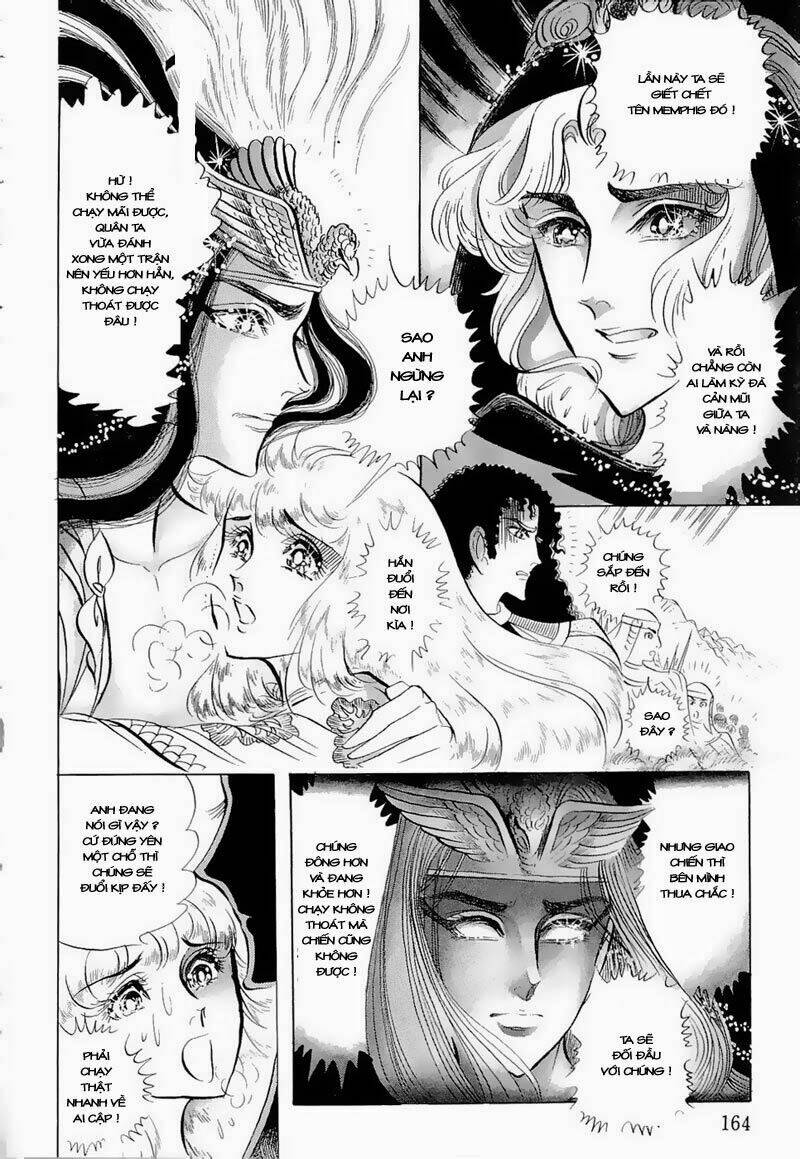 LẦN NÀY TA SẼ
GIẾT CHẾT
TÊN MEMPHIS ĐÓ !
VÀ RỒI
CHẲNG CÒN
AI LÀM KỲ ĐÀ
CẢN MŨI
GIỮA TA
VÀ NÀNG !
SAO
ANH
NGỪNG
LẠI ?
HỪ !
KHÔNG THỂ
CHẠY MÃI ĐƯỢC,
QUÂN TA
VỪA ĐÁNH
XONG MỘT TRẬN
NÊN YẾU HƠN HẲN,
KHÔNG CHẠY
THOÁT ĐƯỢC
ĐÂU !
CHÚNG
SẮP ĐẾN
RỒI !
SAO
ĐÂY ?
HẮN
ĐUỔI
ĐẾN
NƠI
KÌA !
NHƯNG GIAO
CHIẾN THÌ
BÊN MÌNH
THUA CHẮC !
CHÚNG
ĐÔNG HƠN
VÀ ĐANG
KHỎE HƠN !
CHẠY KHÔNG
THOÁT MÀ
CHIẾN CŨNG
KHÔNG
ĐƯỢC !
TA SẼ
ĐỐI ĐẦU
VỚI CHÚNG !
ANH ĐANG
NÓI GÌ VẬY ?
CỨ ĐỨNG YÊN
MỘT CHỖ THÌ
CHÚNG SẼ
ĐUỔI KỊP ĐẤY !
PHẢI
CHẠY
THẬT
NHANH VỀ
AI CẬP !
164